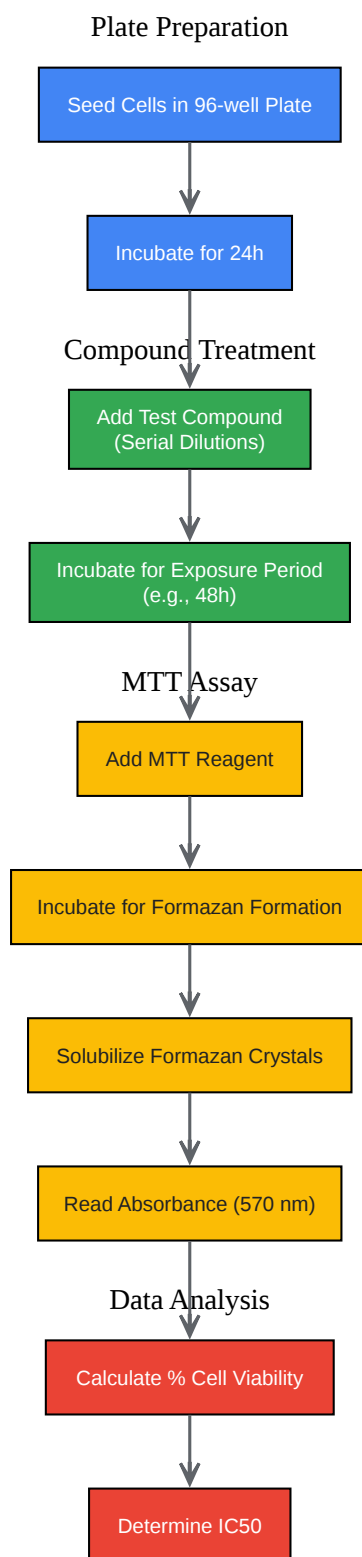 Plate Preparation
Seed Cells in 96-well Plate
Incubate for 24h
Compound Treatment
Add Test Compound
(Serial Dilutions)
Incubate for Exposure Period
(e.g., 48h)
MTT Assay
Add MTT Reagent
Incubate for Formazan Formation
Solubilize Formazan Crystals
Read Absorbance (570 nm)
Data Analysis
Calculate % Cell Viability
Determine IC50